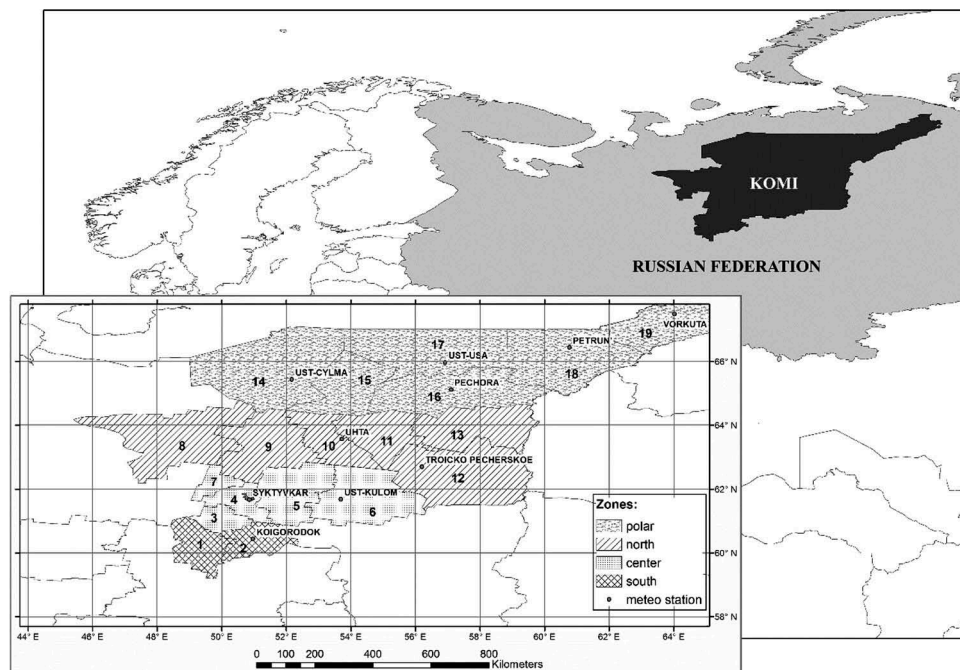 KOMI
RUSSIAN FEDERATION
19
VORKUTA
17
PETRUN
66° N
UST-USA
UST-CYLMA
18
14
15
PECHORA
16
64° N
UHTA
13
8
9
10
11
TROICKO PECHERSKOE
12
7
62° N
SYKTYVKAR
UST-KULOM
4
5
6
3
KOIGORODOK
1
2
60° N
58° N
Zones:
polar
north
center
south
meteo station
44° E
46° E
48° E
50° E
52° E
54° E
56° E
58° E
60° E
62° E
64° E
0 100 200 400 600 800
Kilometers